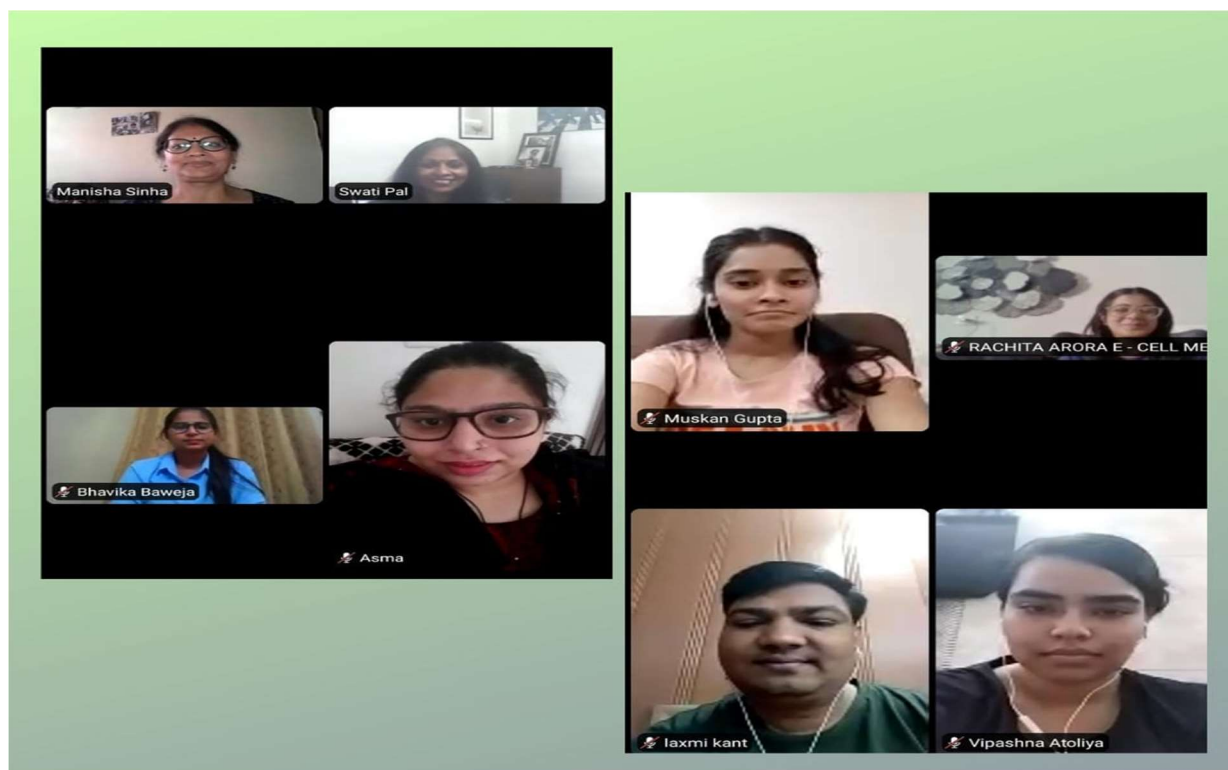 Manisha Sinha
Swati Pal
Bhavika Baweja
Asma
Muskan Gupta
RACHITA ARORA E - CELL ME
laxmi kant
Vipashna Atoliya